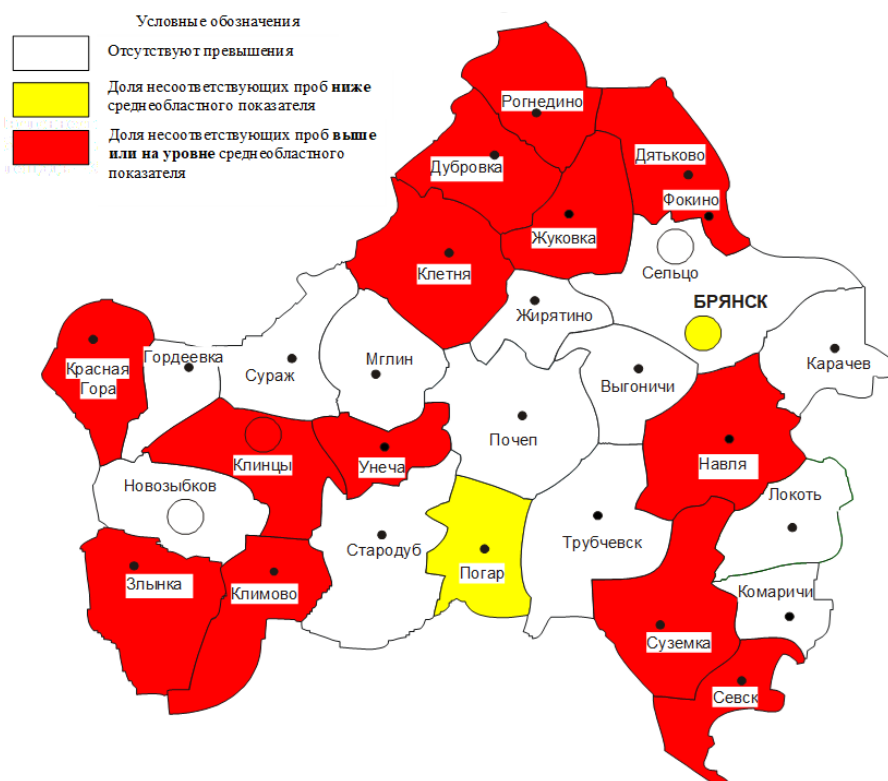 Условные обозначения
Отсутствуют превышения
Доля несоответствующих проб ниже
среднеобластного показателя
Доля несоответствующих проб выше
или на уровне среднеобластного
показателя
Рогнедино
Дятьково
Дубровка
Фокино
Жуковка
Клетня
Сельцо
БРЯНСК
Жирятино
Гордеевка
Мглин
Карачев
Красная
Гора
Сураж
Выгоничи
Почеп
Клинцы
Унеча
Навля
Новозыбков
Локоть
Стародуб
Трубчевск
Погар
Злынка
Климово
Комаричи
Суземка
Севск